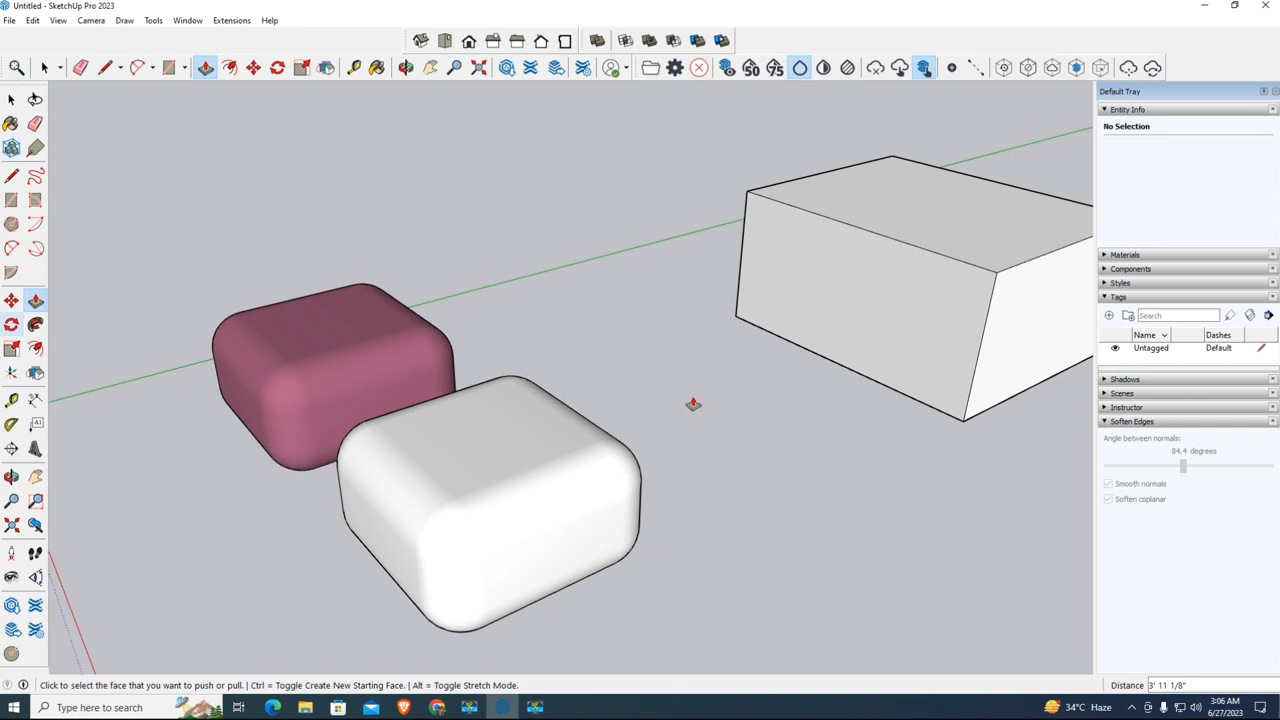 Untitled - SketchUp Pro 2023
File Edit View Camera Draw Tools Window Extensions Help
50 75
Default Tray
Entity Info
No Selection
Materials
Components
Styles
Tags
Search
Name Dashes
Untagged Default
Shadows
Scenes
Instructor
Soften Edges
Angle between normals:
84.4 degrees
Smooth normals
Soften coplanar
Click to select the face that you want to push or pull. | Ctrl = Toggle Create New Starting Face. | Alt = Toggle Stretch Mode.
Distance 3' 11 1/8"
Type here to search
34°C Haze
3:06 AM
6/27/2023